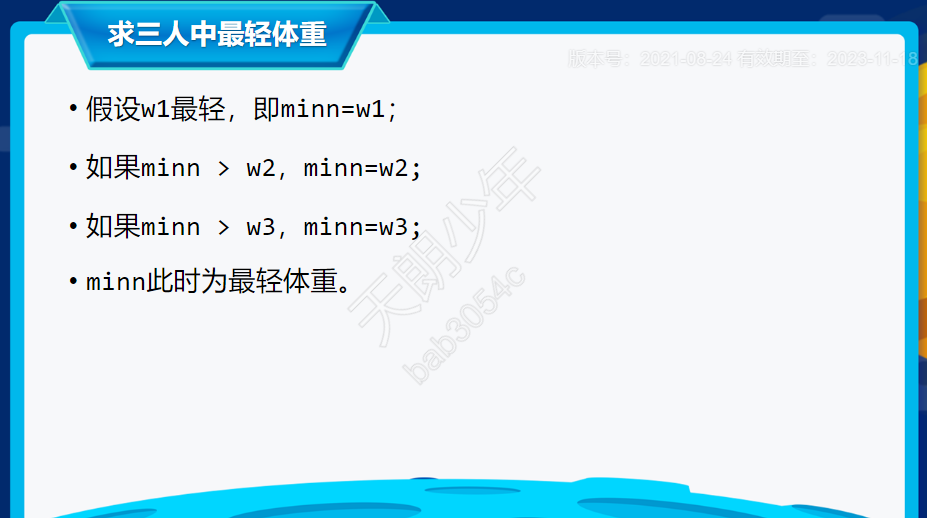 求三人中最轻体重
版本号：2021-08-24 有效期至：2023-11-18
• 假设w1最轻，即minn=w1；
• 如果minn > w2，minn=w2;
• 如果minn > w3，minn=w3;
• minn此时为最轻体重。
天朗少年
bab3054c